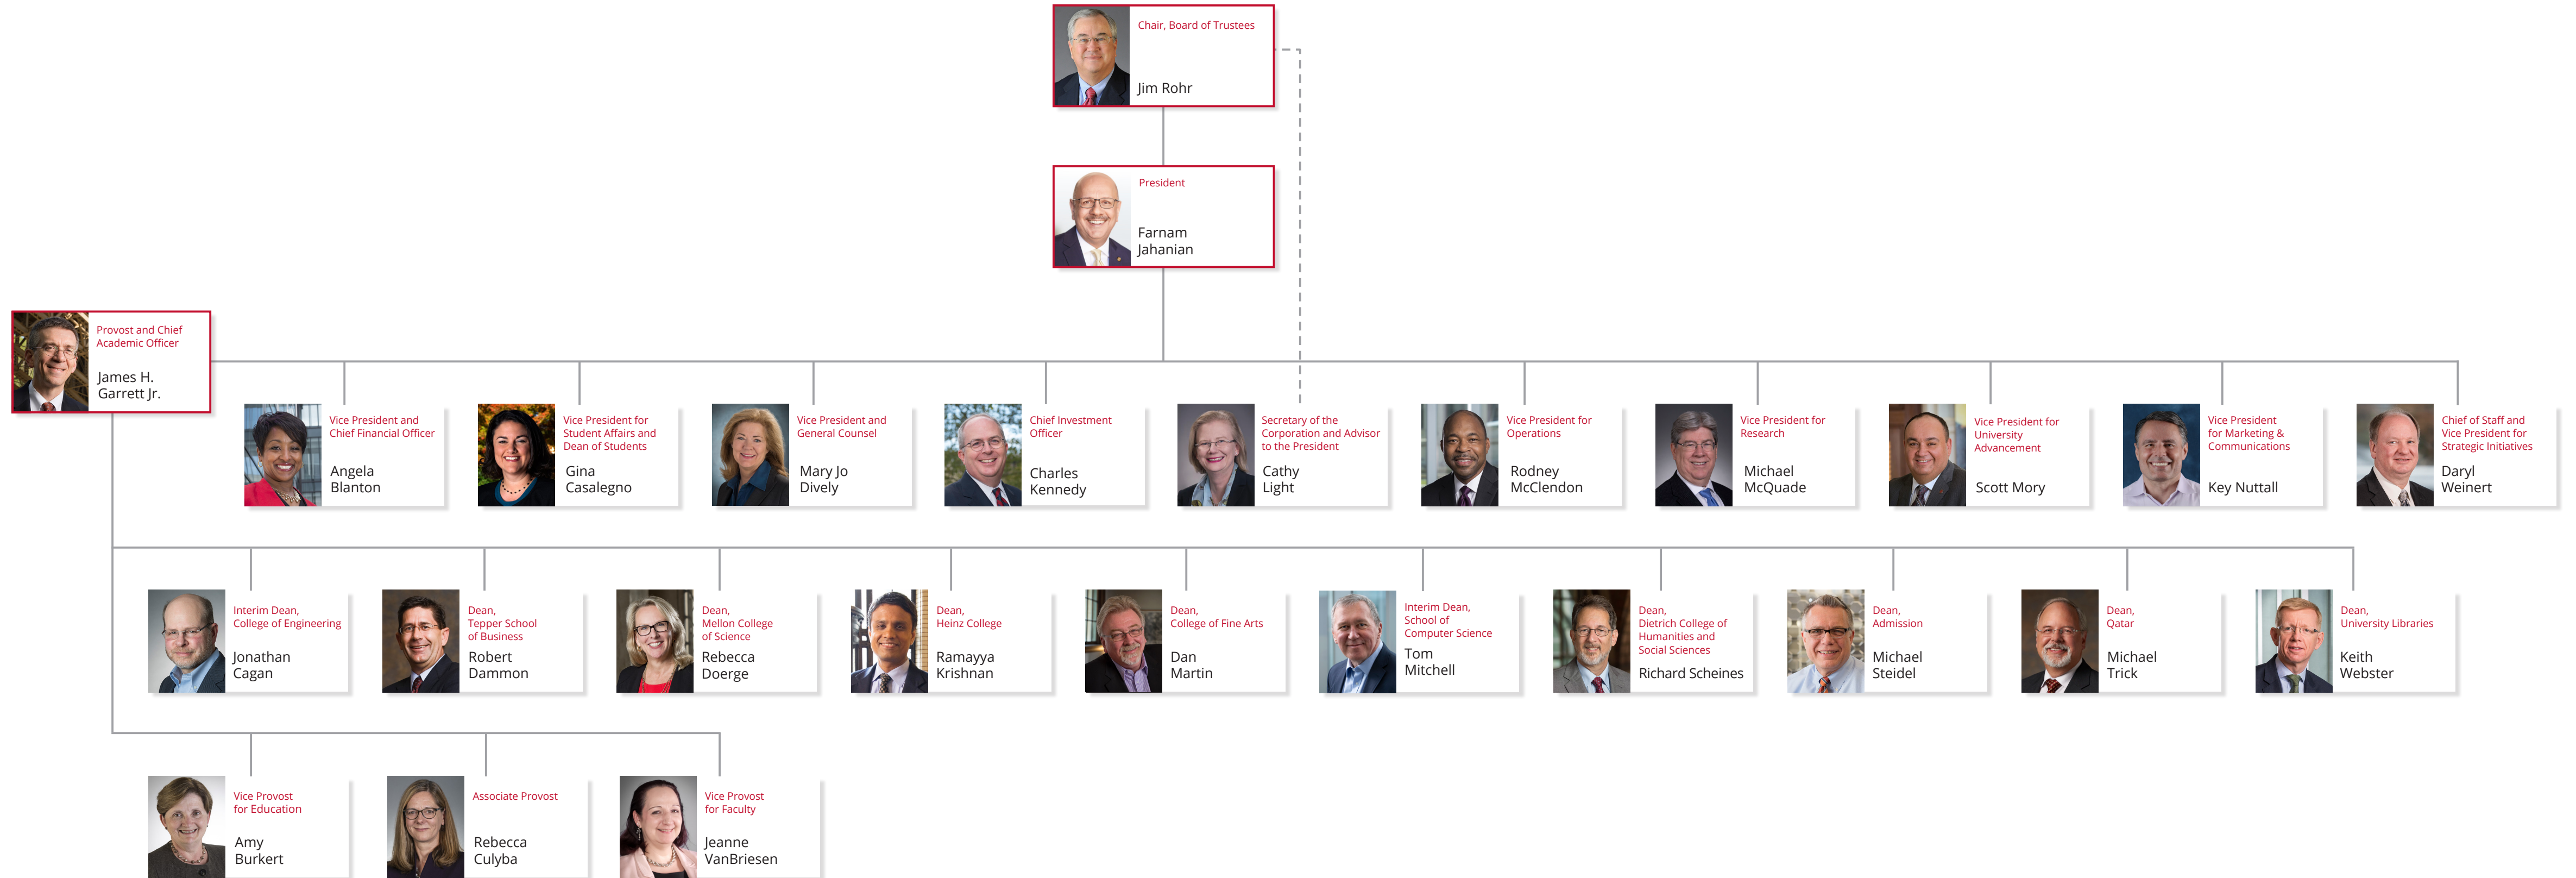 Chair, Board of Trustees
Jim Rohr
President
Farnam
Jahanian
Provost and Chief
Academic Officer
James H.
Garrett Jr.
Vice President and
Chief Financial Officer
Angela
Blanton
Vice President for
Student Affairs and
Dean of Students
Gina
Casalegno
Vice President and
General Counsel
Mary Jo
Dively
Chief Investment
Officer
Charles
Kennedy
Secretary of the
Corporation and Advisor
to the President
Cathy
Light
Vice President for
Operations
Rodney
McClendon
Vice President for
Research
Michael
McQuade
Vice President for
University
Advancement
Scott Mory
Vice President
for Marketing &
Communications
Key Nuttall
Chief of Staff and
Vice President for
Strategic Initiatives
Daryl
Weinert
Interim Dean,
College of Engineering
Jonathan
Cagan
Dean,
Tepper School
of Business
Robert
Dammon
Dean,
Mellon College
of Science
Rebecca
Doerge
Dean,
Heinz College
Ramayya
Krishnan
Dean,
College of Fine Arts
Dan
Martin
Interim Dean,
School of
Computer Science
Tom
Mitchell
Dean,
Dietrich College of
Humanities and
Social Sciences
Richard Scheines
Dean,
Admission
Michael
Steidel
Dean,
Qatar
Michael
Trick
Dean,
University Libraries
Keith
Webster
Vice Provost
for Education
Amy
Burkert
Associate Provost
Rebecca
Culyba
Vice Provost
for Faculty
Jeanne
VanBriesen